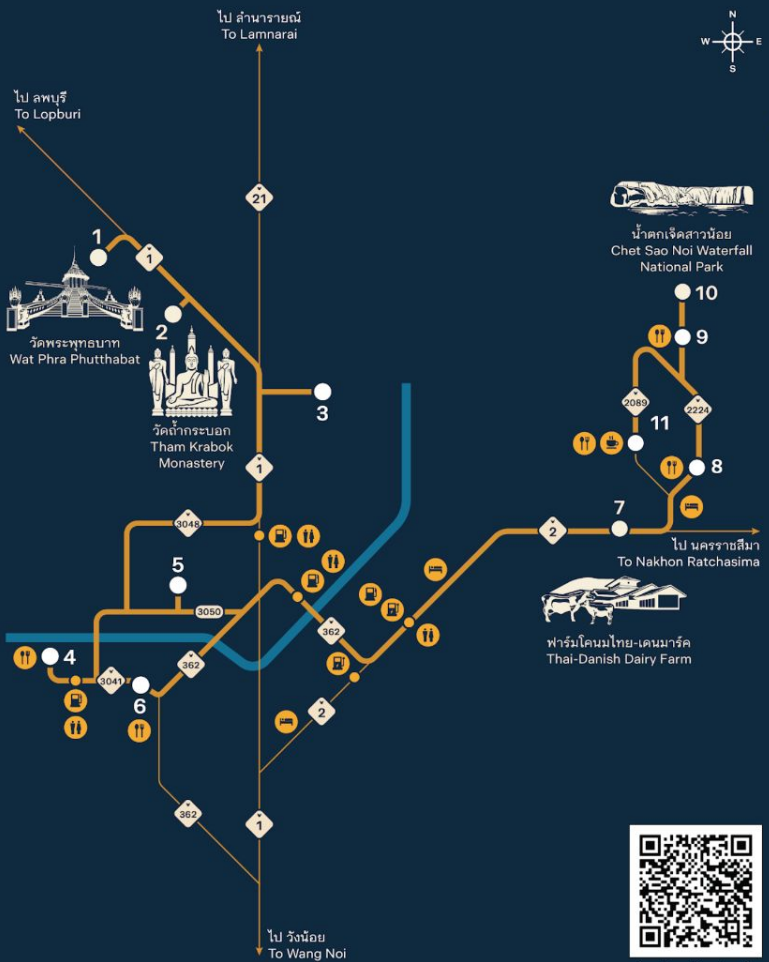 ไป ลำนารายณ์
To Lamnarai
N
W
E
S
ไป ลพบุรี
To Lopburi
21
น้ำตกเจ็ดสาวน้อย
Chet Sao Noi Waterfall
National Park
1
1
10
2
วัดพระพุทธบาท
Wat Phra Phutthabat
9
3
2089
2224
11
วัดถ้ำกระบอก
Tham Krabok
Monastery
1
8
3048
7
2
ไป นครราชสีมา
To Nakhon Ratchasima
5
3050
362
ฟาร์มโคนมไทย-เดนมาร์ค
Thai-Danish Dairy Farm
4
362
3041
6
2
362
1
ไป วังน้อย
To Wang Noi